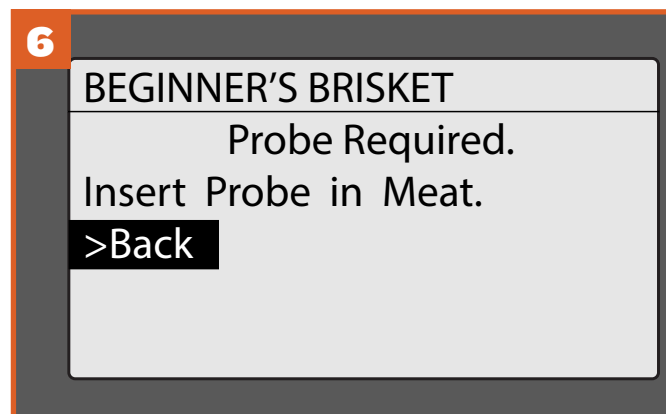 6
BEGINNER’S BRISKET
Probe Required.
Insert Probe in Meat.
>Back